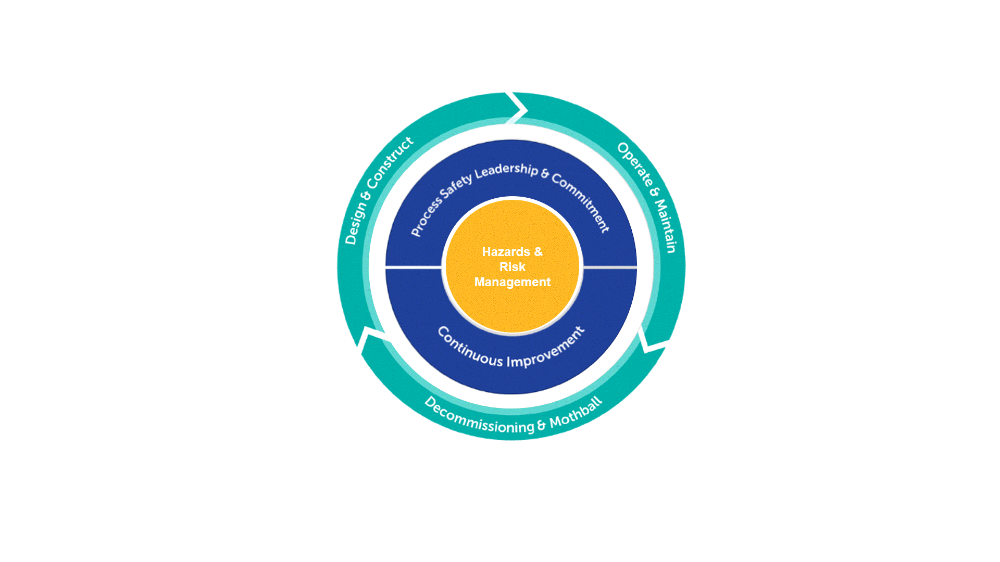 Design & Construct
Operate & Maintain
Process Safety Leadership & Commitment
Hazards &
Risk
Management
Continuous Improvement
Decommissioning & Mothball